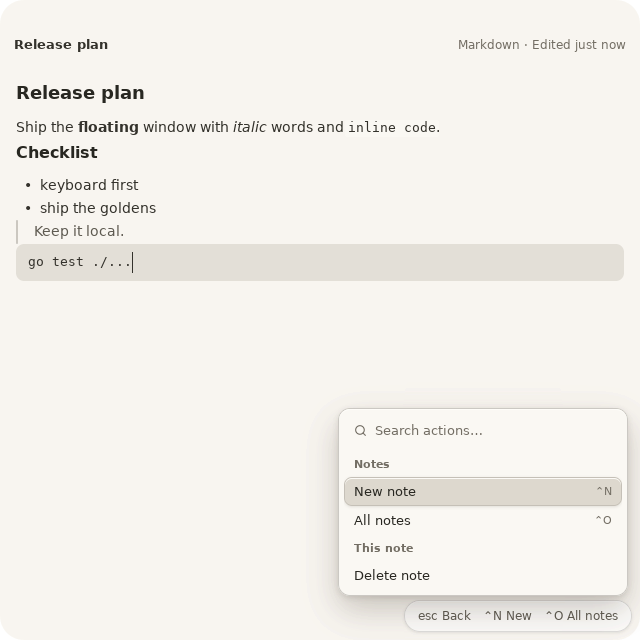 Release plan
Markdown · Edited just now
Release plan
Ship the floating window with italic words and inline code.
Checklist
• keyboard first
• ship the goldens
Keep it local.
go test ./...
Search actions...
Notes
New note ⌃N
All notes ⌃O
This note
Delete note
esc Back ⌃N New ⌃O All notes